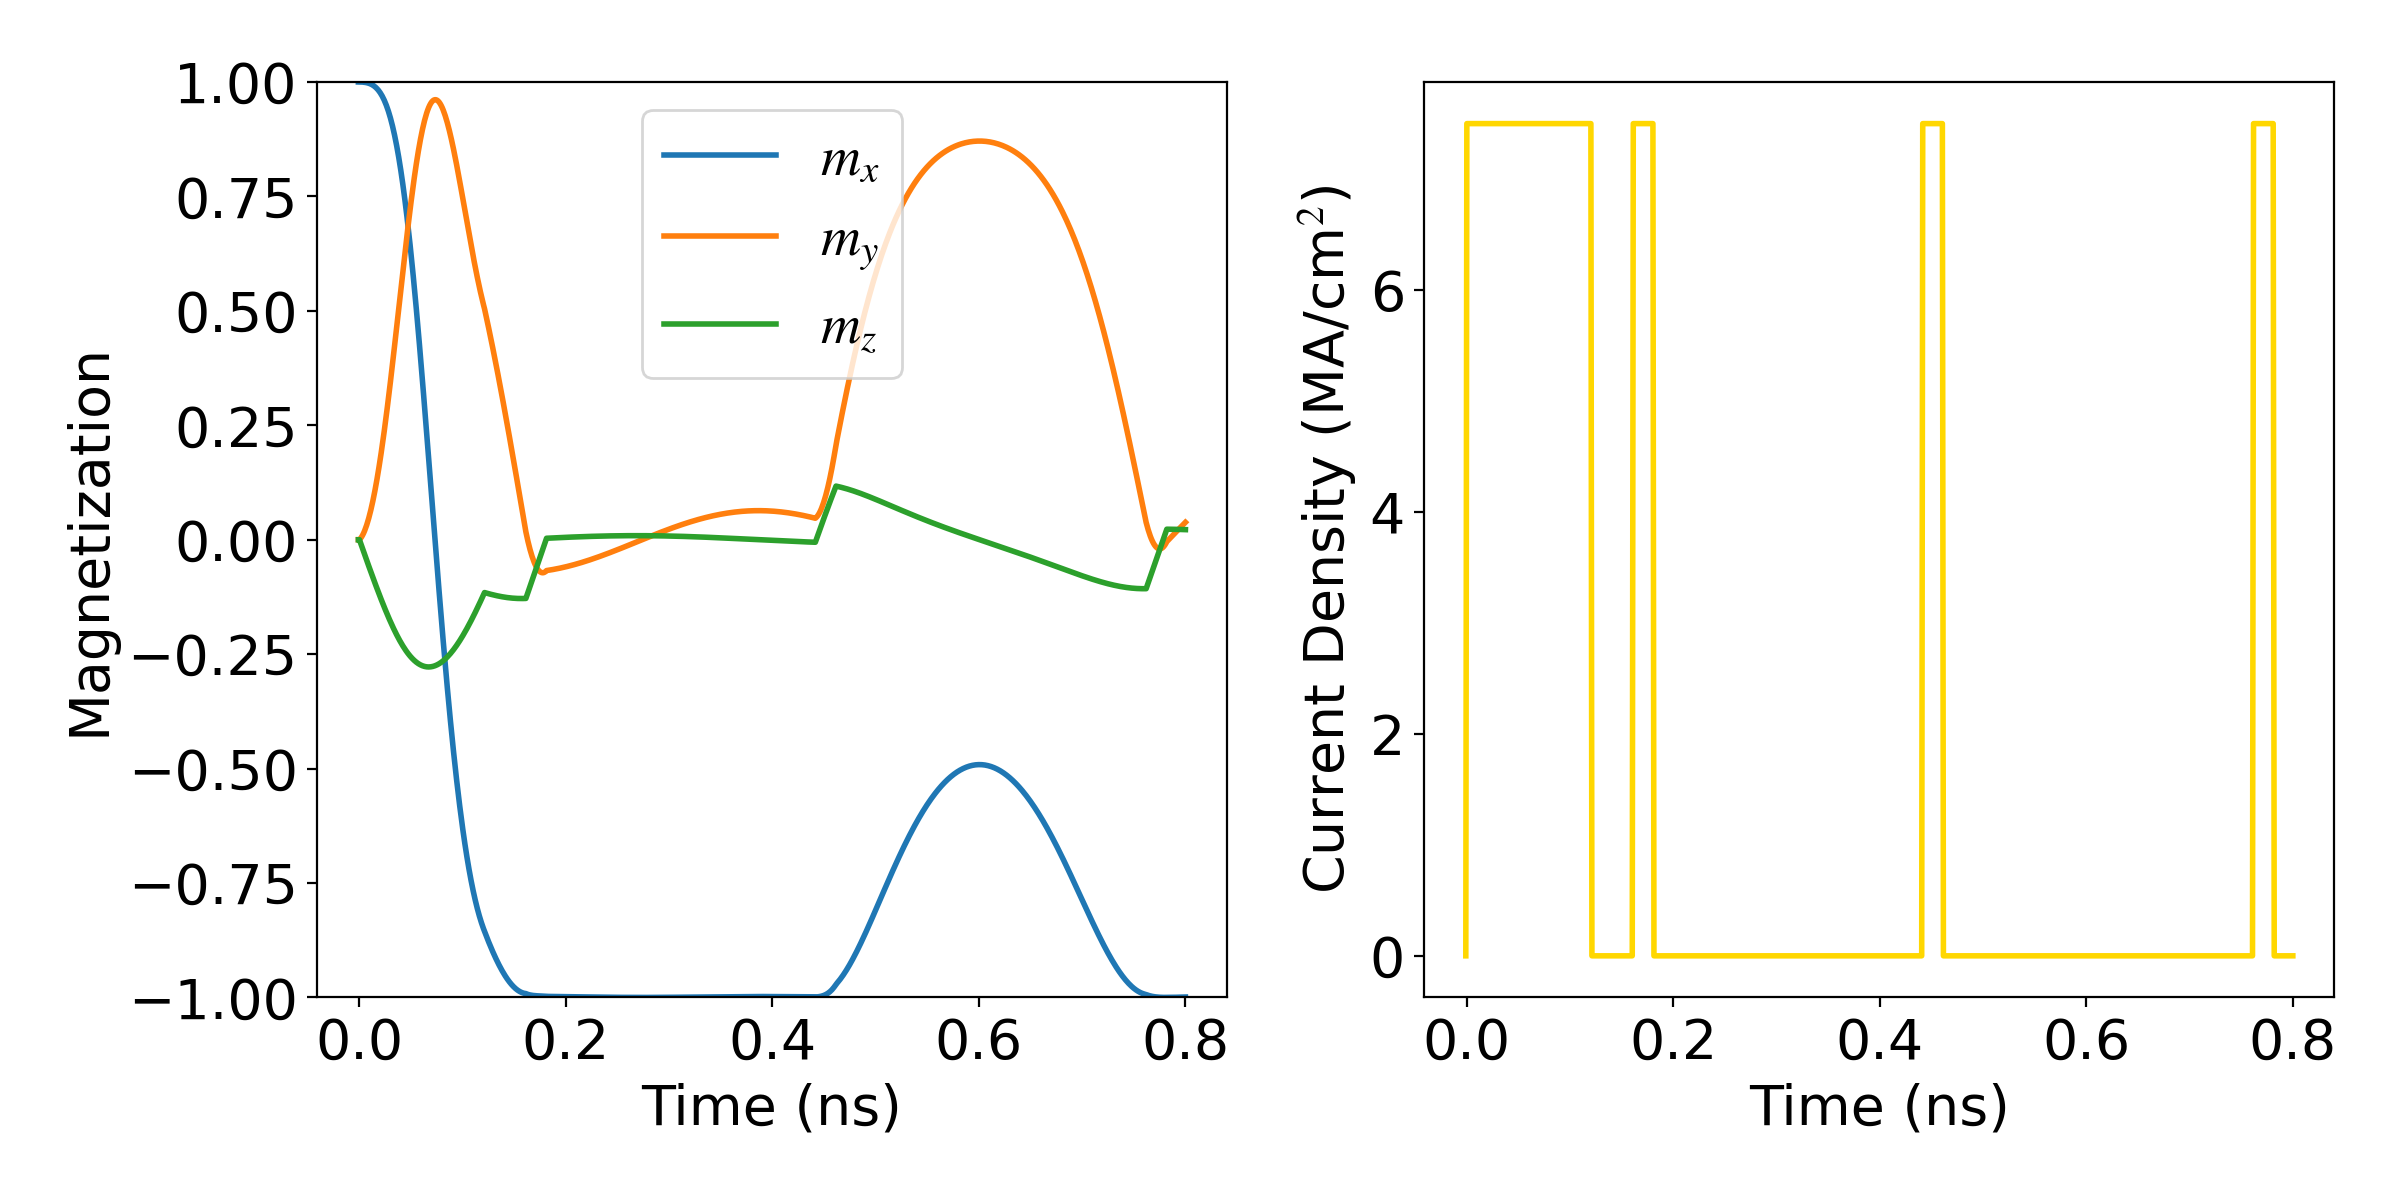 1.00
0.75
0.50
0.25
0.00
−0.25
−0.50
−0.75
−1.00
Magnetization
0.0 0.2 0.4 0.6 0.8
Time (ns)
m_x
m_y
m_z
6
4
2
0
Current Density (MA/cm²)
0.0 0.2 0.4 0.6 0.8
Time (ns)